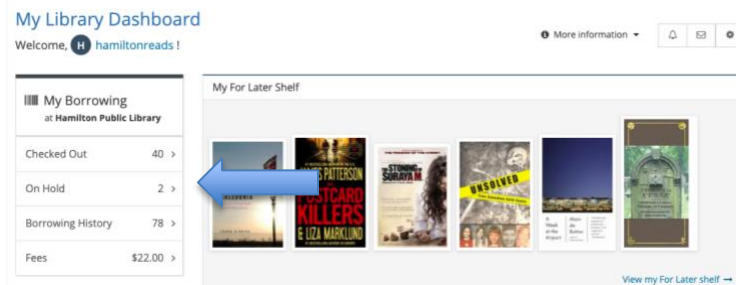 My Library Dashboard
Welcome, H hamiltonreads !
More information
My Borrowing
at Hamilton Public Library
Checked Out 40 >
On Hold 2 >
Borrowing History 78 >
Fees $22.00 >
My For Later Shelf
PATTERSON
POSTCARD
KILLERS
& LIZA MARKLUND
THE STONING OF
SORAYA M.
UNSOLVED
A Week at the Airport
Alain de Botton
View my For Later shelf →